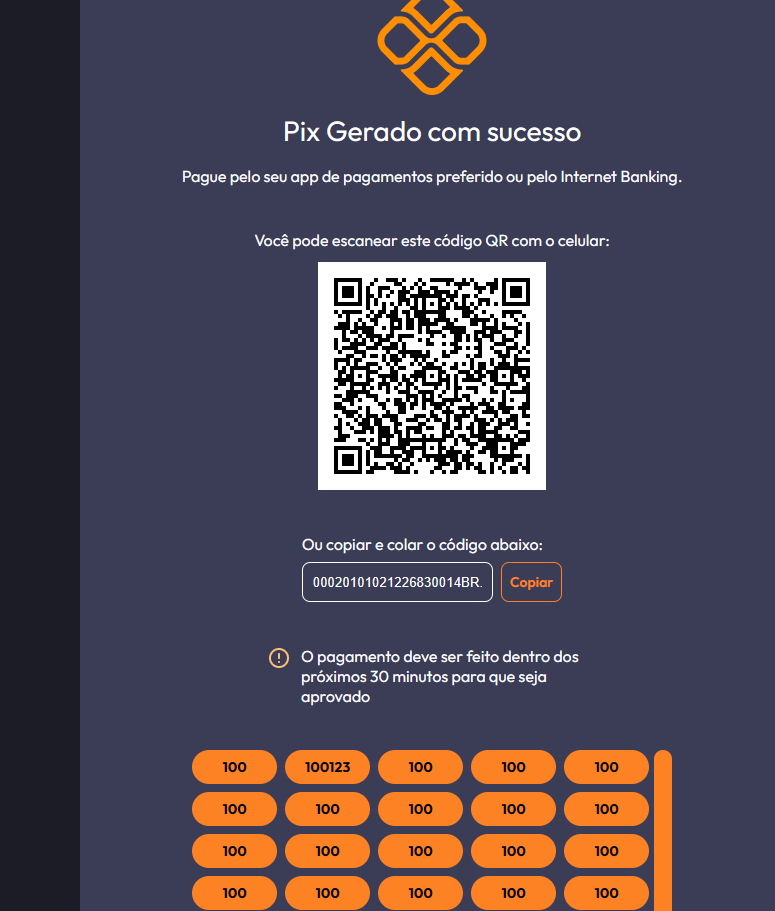 Pix Gerado com sucesso
Pague pelo seu app de pagamentos preferido ou pelo Internet Banking.
Você pode escanear este código QR com o celular:
Ou copiar e colar o código abaixo:
00020101021226830014BR.
Copiar
O pagamento deve ser feito dentro dos
próximos 30 minutos para que seja
aprovado
100 100123 100 100 100
100 100 100 100 100
100 100 100 100 100
100 100 100 100 100